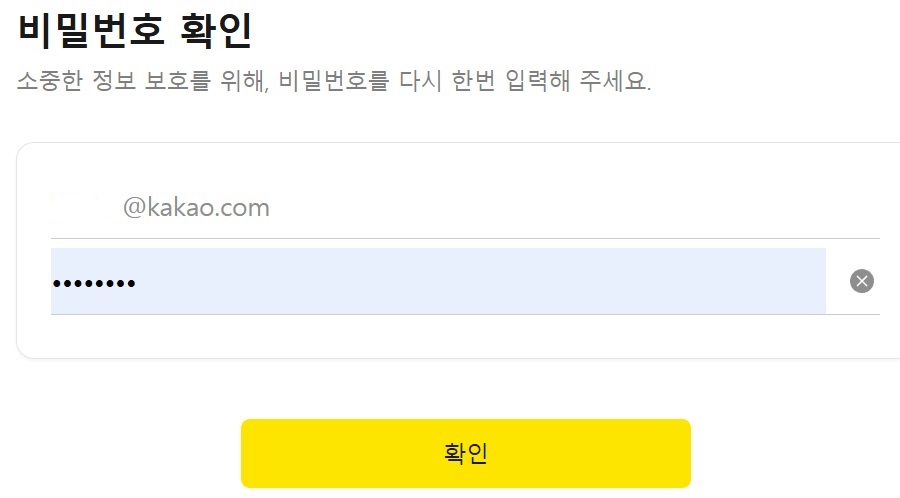 비밀번호 확인
소중한 정보 보호를 위해, 비밀번호를 다시 한번 입력해 주세요.
@kakao.com
••••••••
확인